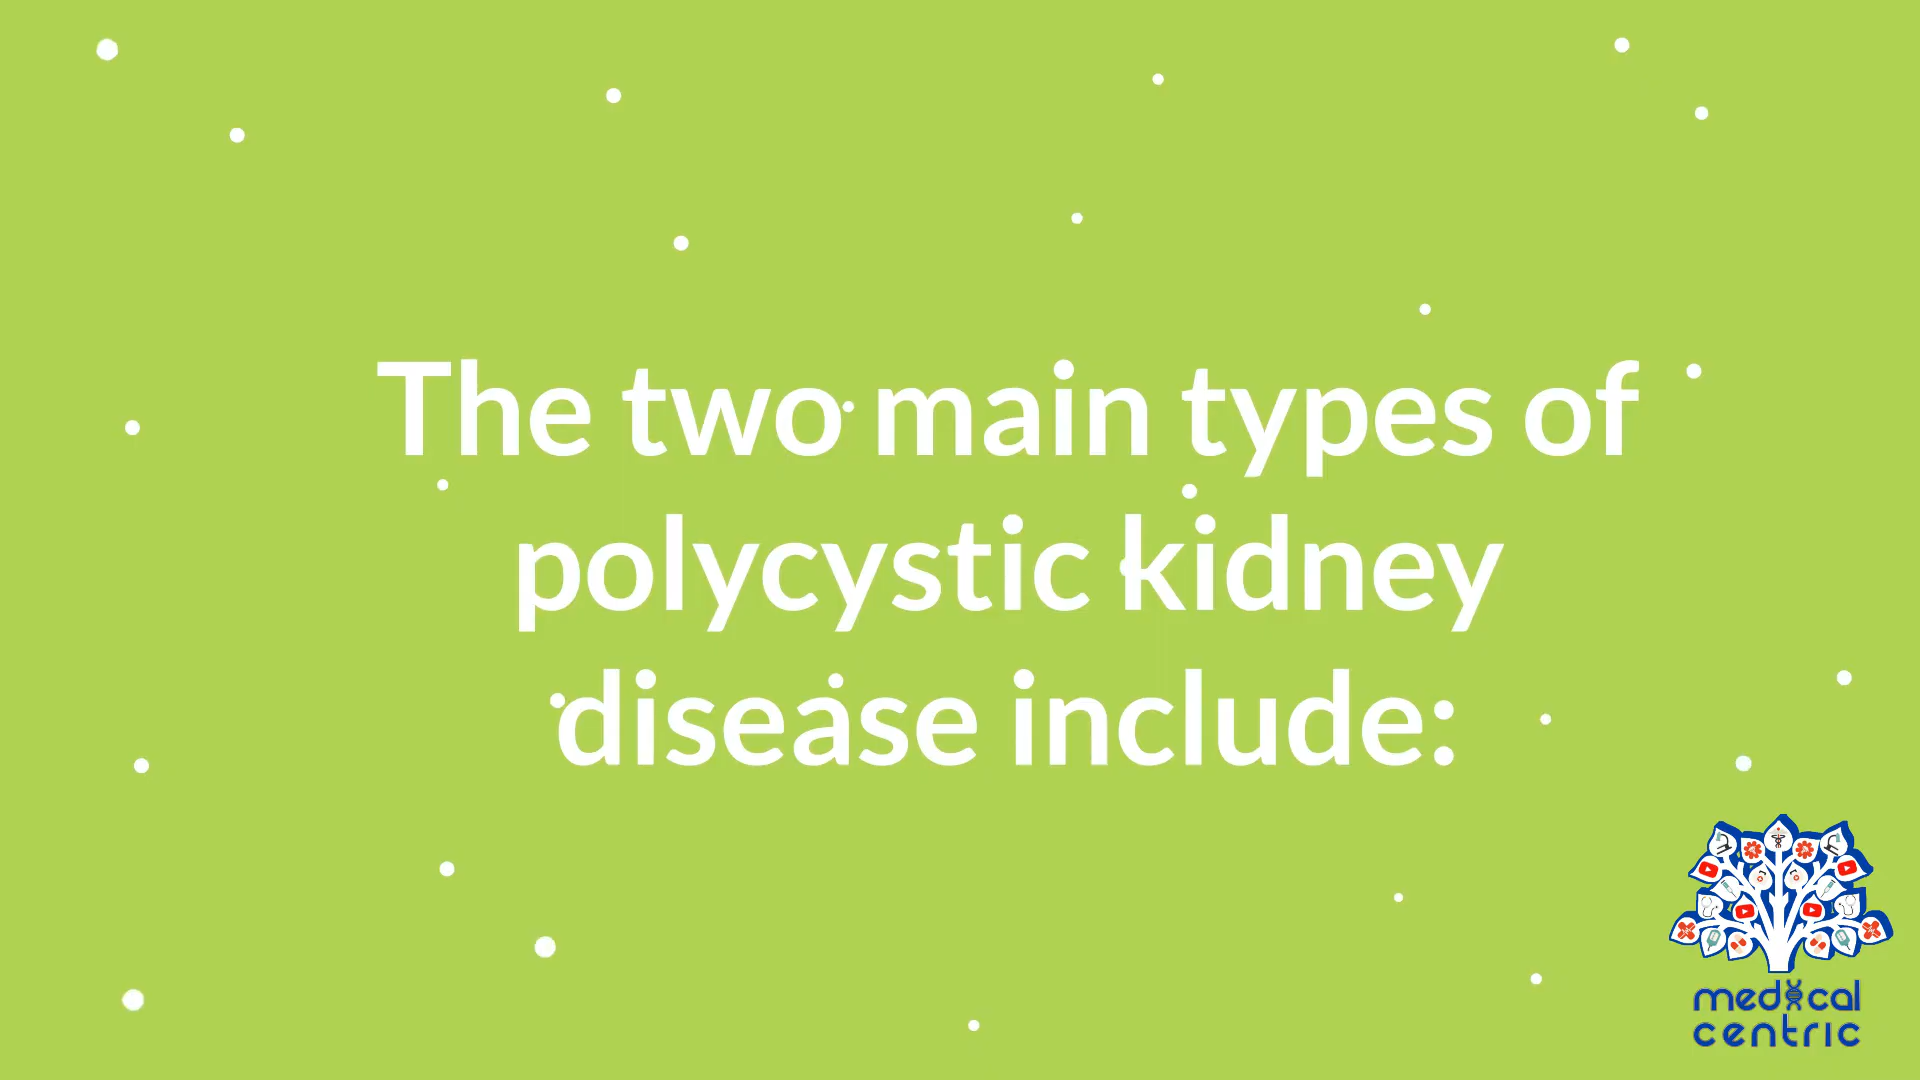 The two main types of
polycystic kidney
disease include:
medical
centric